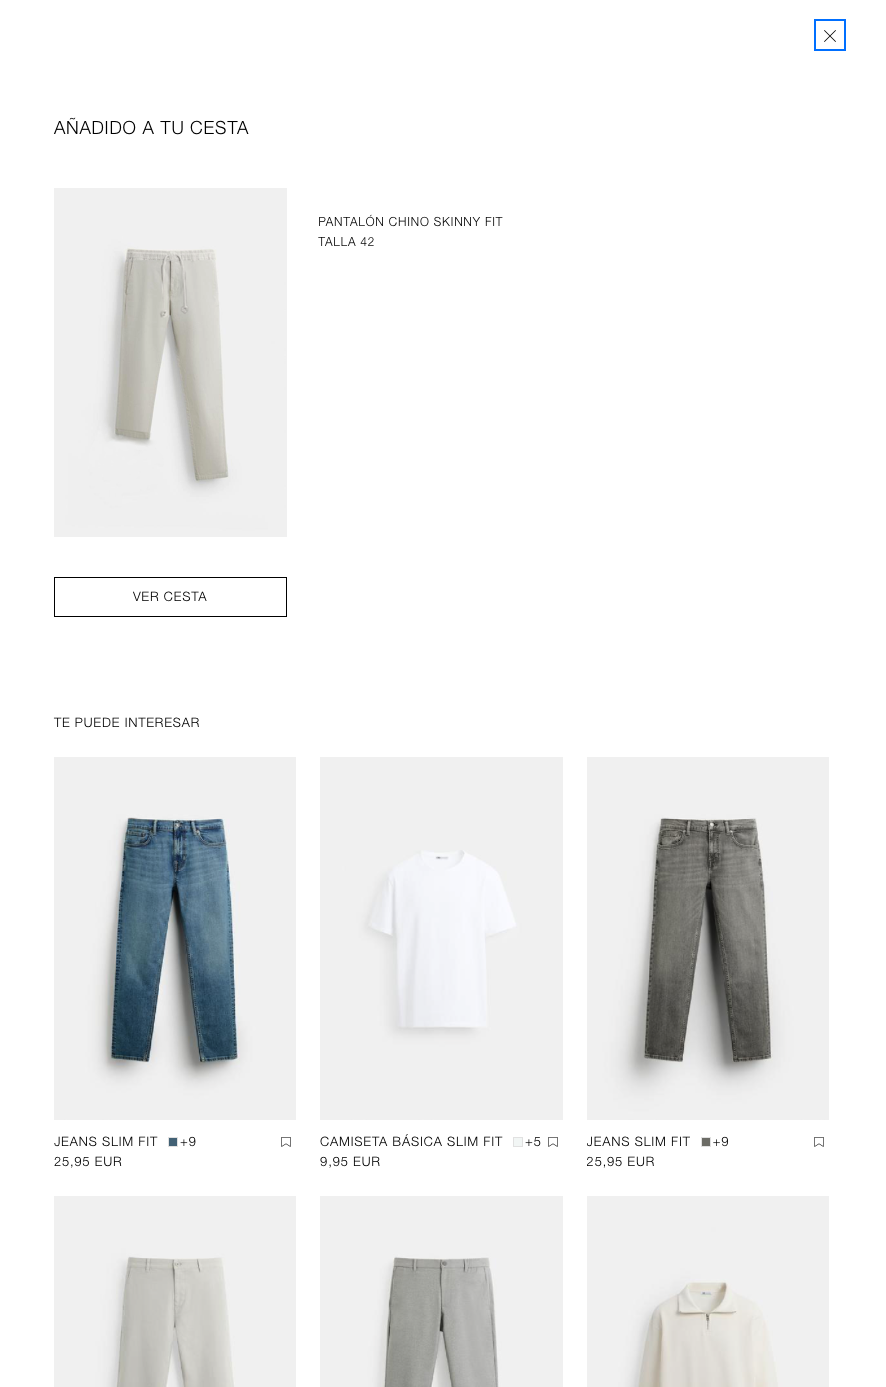 AÑADIDO A TU CESTA
PANTALÓN CHINO SKINNY FIT
TALLA 42
VER CESTA
TE PUEDE INTERESAR
JEANS SLIM FIT +9
25,95 EUR
CAMISETA BÁSICA SLIM FIT +5
9,95 EUR
JEANS SLIM FIT +9
25,95 EUR